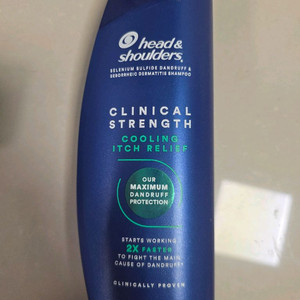 head &
shoulders
SELENIUM SULFIDE DANDRUFF &
SEBORRHEIC DERMATITIS SHAMPOO
CLINICAL
STRENGTH
COOLING
ITCH RELIEF
OUR
MAXIMUM
DANDRUFF
PROTECTION
STARTS WORKING
2X FASTER
TO FIGHT THE MAIN
CAUSE OF DANDRUFF
CLINICALLY PROVEN